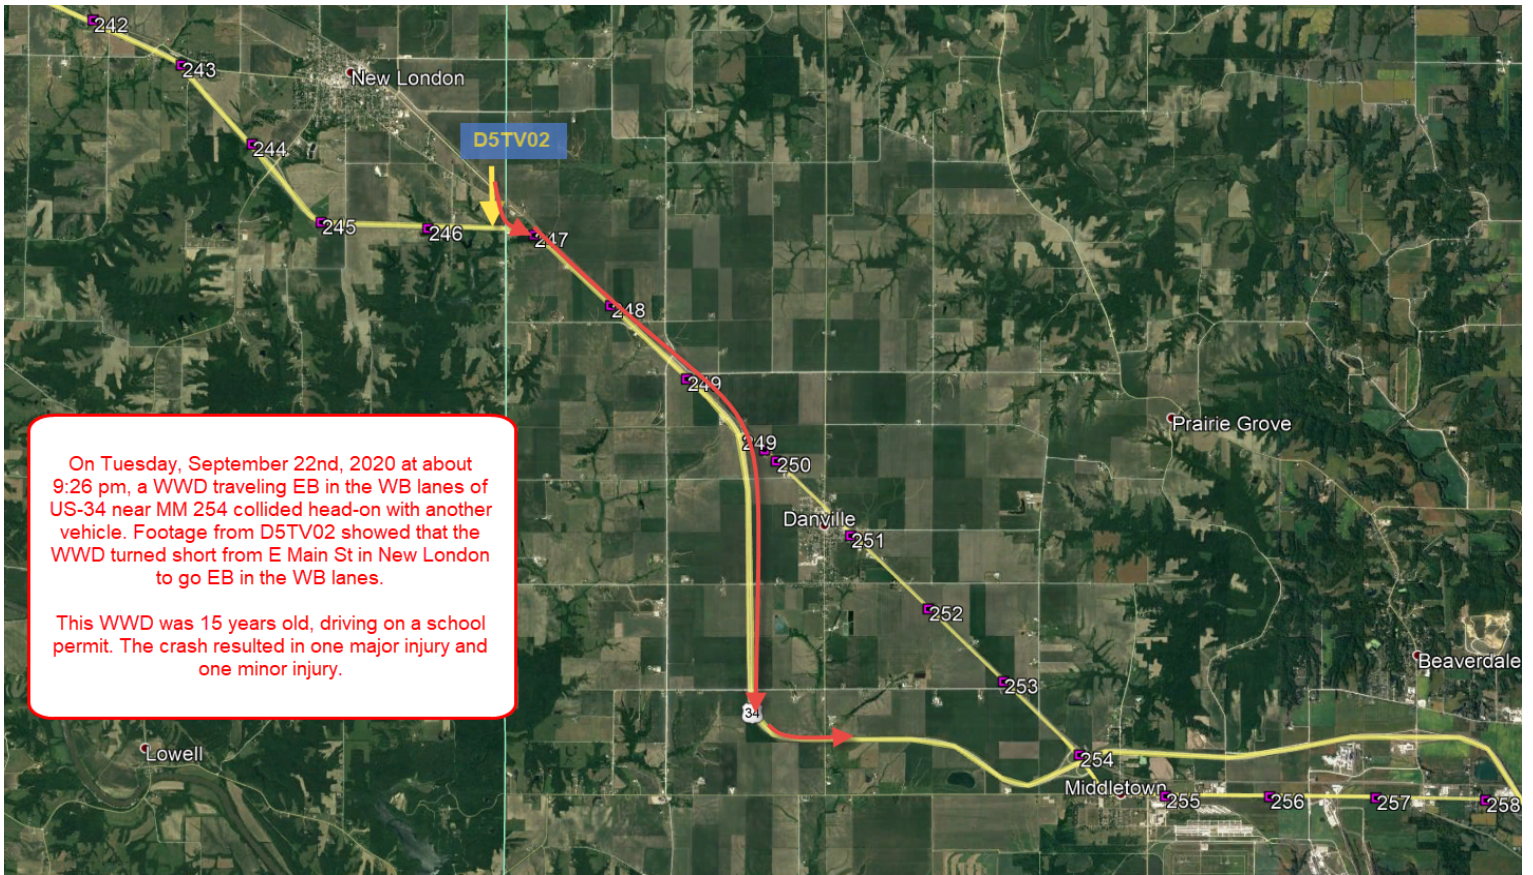 242
243
New London
244
D5TV02
245
246
247
248
249
249
250
Prairie Grove
On Tuesday, September 22nd, 2020 at about
9:26 pm, a WWD traveling EB in the WB lanes of
US-34 near MM 254 collided head-on with another
vehicle. Footage from D5TV02 showed that the
WWD turned short from E Main St in New London
to go EB in the WB lanes.
This WWD was 15 years old, driving on a school
permit. The crash resulted in one major injury and
one minor injury.
Danville
251
252
Beaverdale
253
34
Lowell
254
Middletown
255
256
257
258